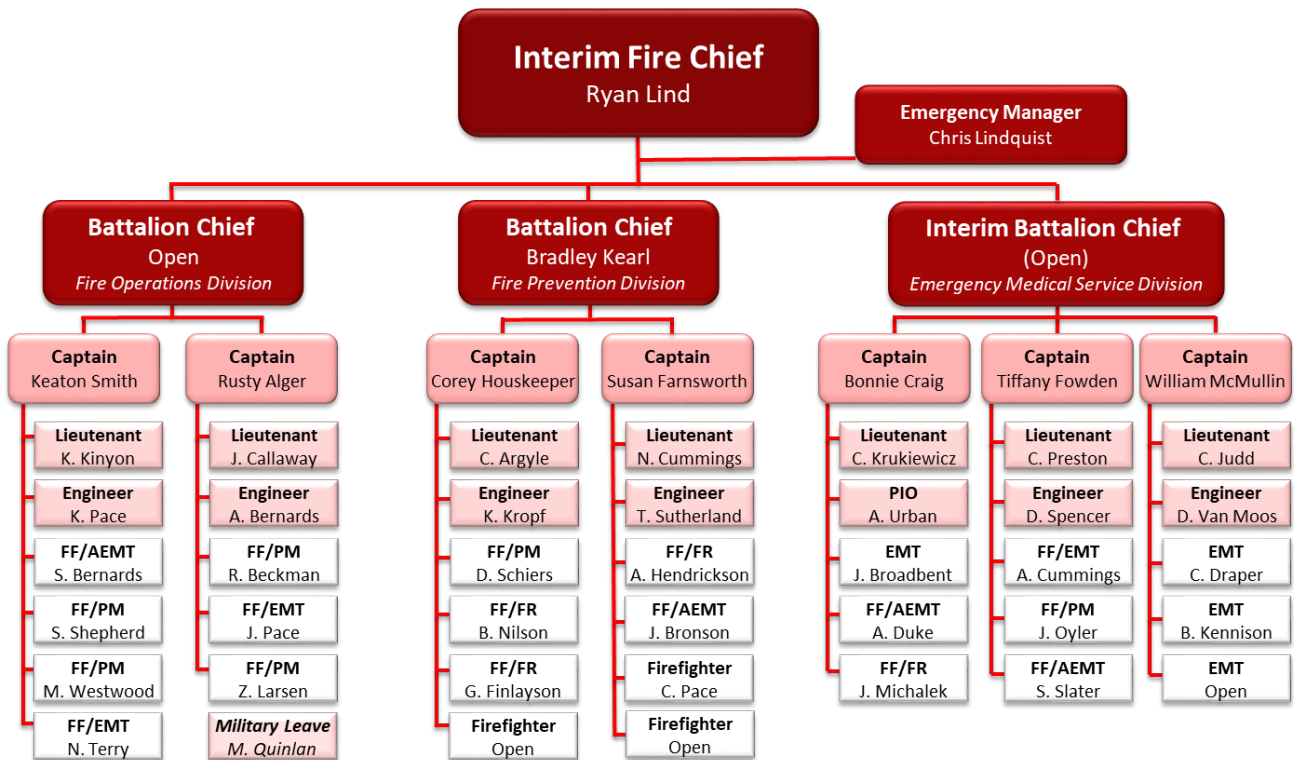 Interim Fire Chief
Ryan Lind
Emergency Manager
Chris Lindquist
Battalion Chief
Open
Fire Operations Division
Battalion Chief
Bradley Kearl
Fire Prevention Division
Interim Battalion Chief
(Open)
Emergency Medical Service Division
Captain
Keaton Smith
Lieutenant
K. Kinyon
Engineer
K. Pace
FF/AEMT
S. Bernards
FF/PM
S. Shepherd
FF/PM
M. Westwood
FF/EMT
N. Terry
Captain
Rusty Alger
Lieutenant
J. Callaway
Engineer
A. Bernards
FF/PM
R. Beckman
FF/EMT
J. Pace
FF/PM
Z. Larsen
Military Leave
M. Quinlan
Captain
Corey Houskeeper
Lieutenant
C. Argyle
Engineer
K. Kropf
FF/PM
D. Schiers
FF/FR
B. Nilson
FF/FR
G. Finlayson
Firefighter
Open
Captain
Susan Farnsworth
Lieutenant
N. Cummings
Engineer
T. Sutherland
FF/FR
A. Hendrickson
FF/AEMT
J. Bronson
Firefighter
C. Pace
Firefighter
Open
Captain
Bonnie Craig
Lieutenant
C. Krukiewicz
PIO
A. Urban
EMT
J. Broadbent
FF/AEMT
A. Duke
FF/FR
J. Michalek
Captain
Tiffany Fowden
Lieutenant
C. Preston
Engineer
D. Spencer
FF/EMT
A. Cummings
FF/PM
J. Oyler
FF/AEMT
S. Slater
Captain
William McMullin
Lieutenant
C. Judd
Engineer
D. Van Moos
EMT
C. Draper
EMT
B. Kennison
EMT
Open